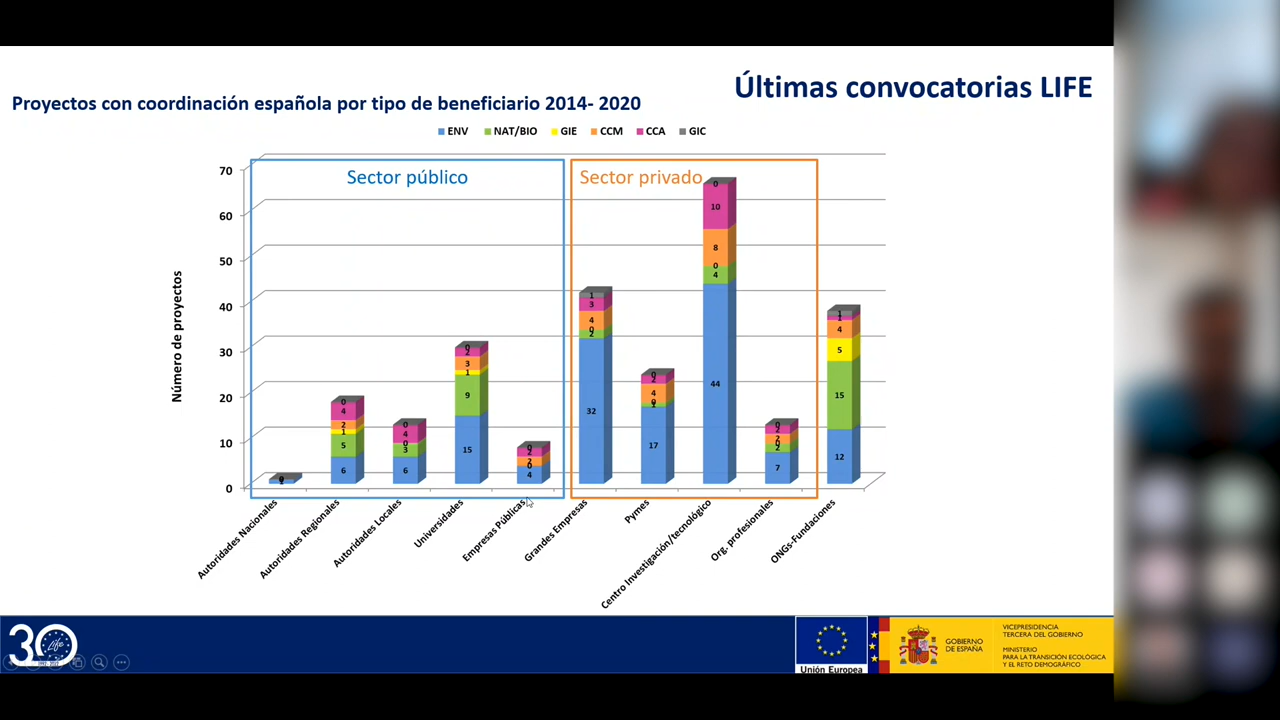 Últimas convocatorias LIFE
Proyectos con coordinación española por tipo de beneficiario 2014- 2020
ENV NAT/BIO GIE CCM CCA GIC
Sector público
Sector privado
Número de proyectos
70
60
50
40
30
20
10
0
0
6 5 1 2 4 0
6 3 0 4 0
15 9 1 3 2 0
4 0 2 2 0
32 2 0 4 3 1
17 1 0 4 2 0
44 4 0 8 10 0
7 2 0 2 2 0
12 15 5 4 1 1
Autoridades Nacionales
Autoridades Regionales
Autoridades Locales
Universidades
Empresas Públicas
Grandes Empresas
Pymes
Centro Investigación/tecnológico
Org. profesionales
ONGs-Fundaciones
30
Life
Unión Europea
GOBIERNO
DE ESPAÑA
VICEPRESIDENCIA
TERCERA DEL GOBIERNO
MINISTERIO
PARA LA TRANSICIÓN ECOLÓGICA
Y EL RETO DEMOGRÁFICO